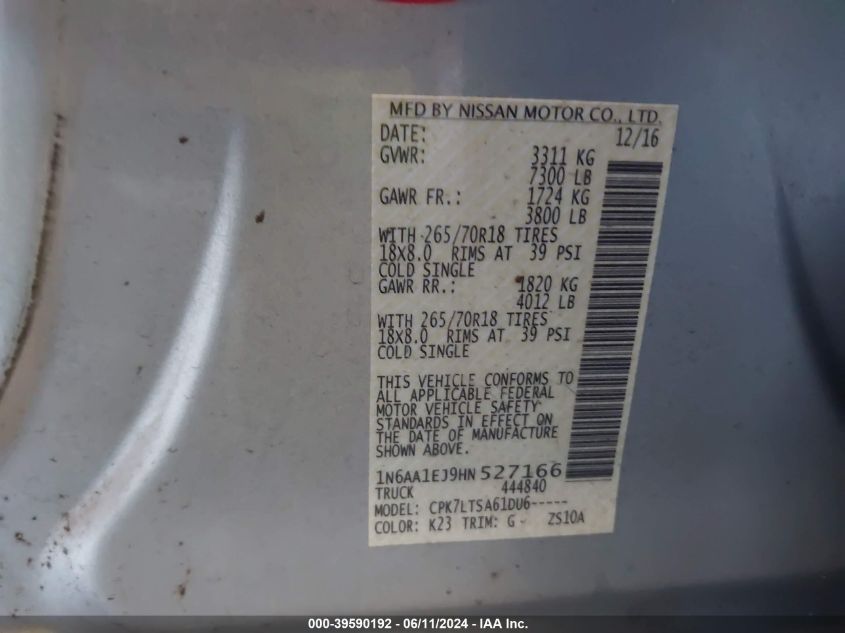 MFD BY NISSAN MOTOR CO., LTD.
DATE: 12/16
GVWR: 3311 KG
7300 LB
GAWR FR.: 1724 KG
3800 LB
WITH 265/70R18 TIRES
18X8.0 RIMS AT 39 PSI
COLD SINGLE
GAWR RR.: 1820 KG
4012 LB
WITH 265/70R18 TIRES
18X8.0 RIMS AT 39 PSI
COLD SINGLE
THIS VEHICLE CONFORMS TO
ALL APPLICABLE FEDERAL
MOTOR VEHICLE SAFETY
STANDARDS IN EFFECT ON
THE DATE OF MANUFACTURE
SHOWN ABOVE.
1N6AA1EJ9HN 527166
TRUCK 444840
MODEL: CPK7LTSA61DU6-----
COLOR: K23 TRIM: G - ZS10A
000-39590192 - 06/11/2024 - IAA Inc.